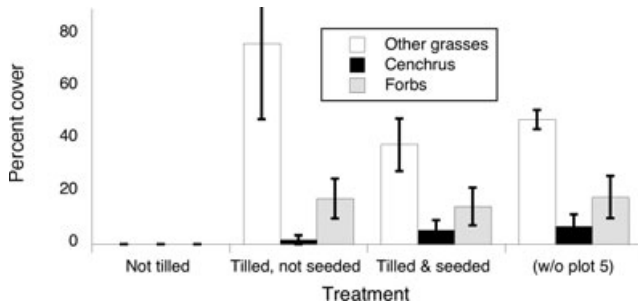 80
60
40
20
0
Percent cover
Other grasses
Cenchrus
Forbs
Not tilled
Tilled, not seeded
Tilled & seeded
(w/o plot 5)
Treatment